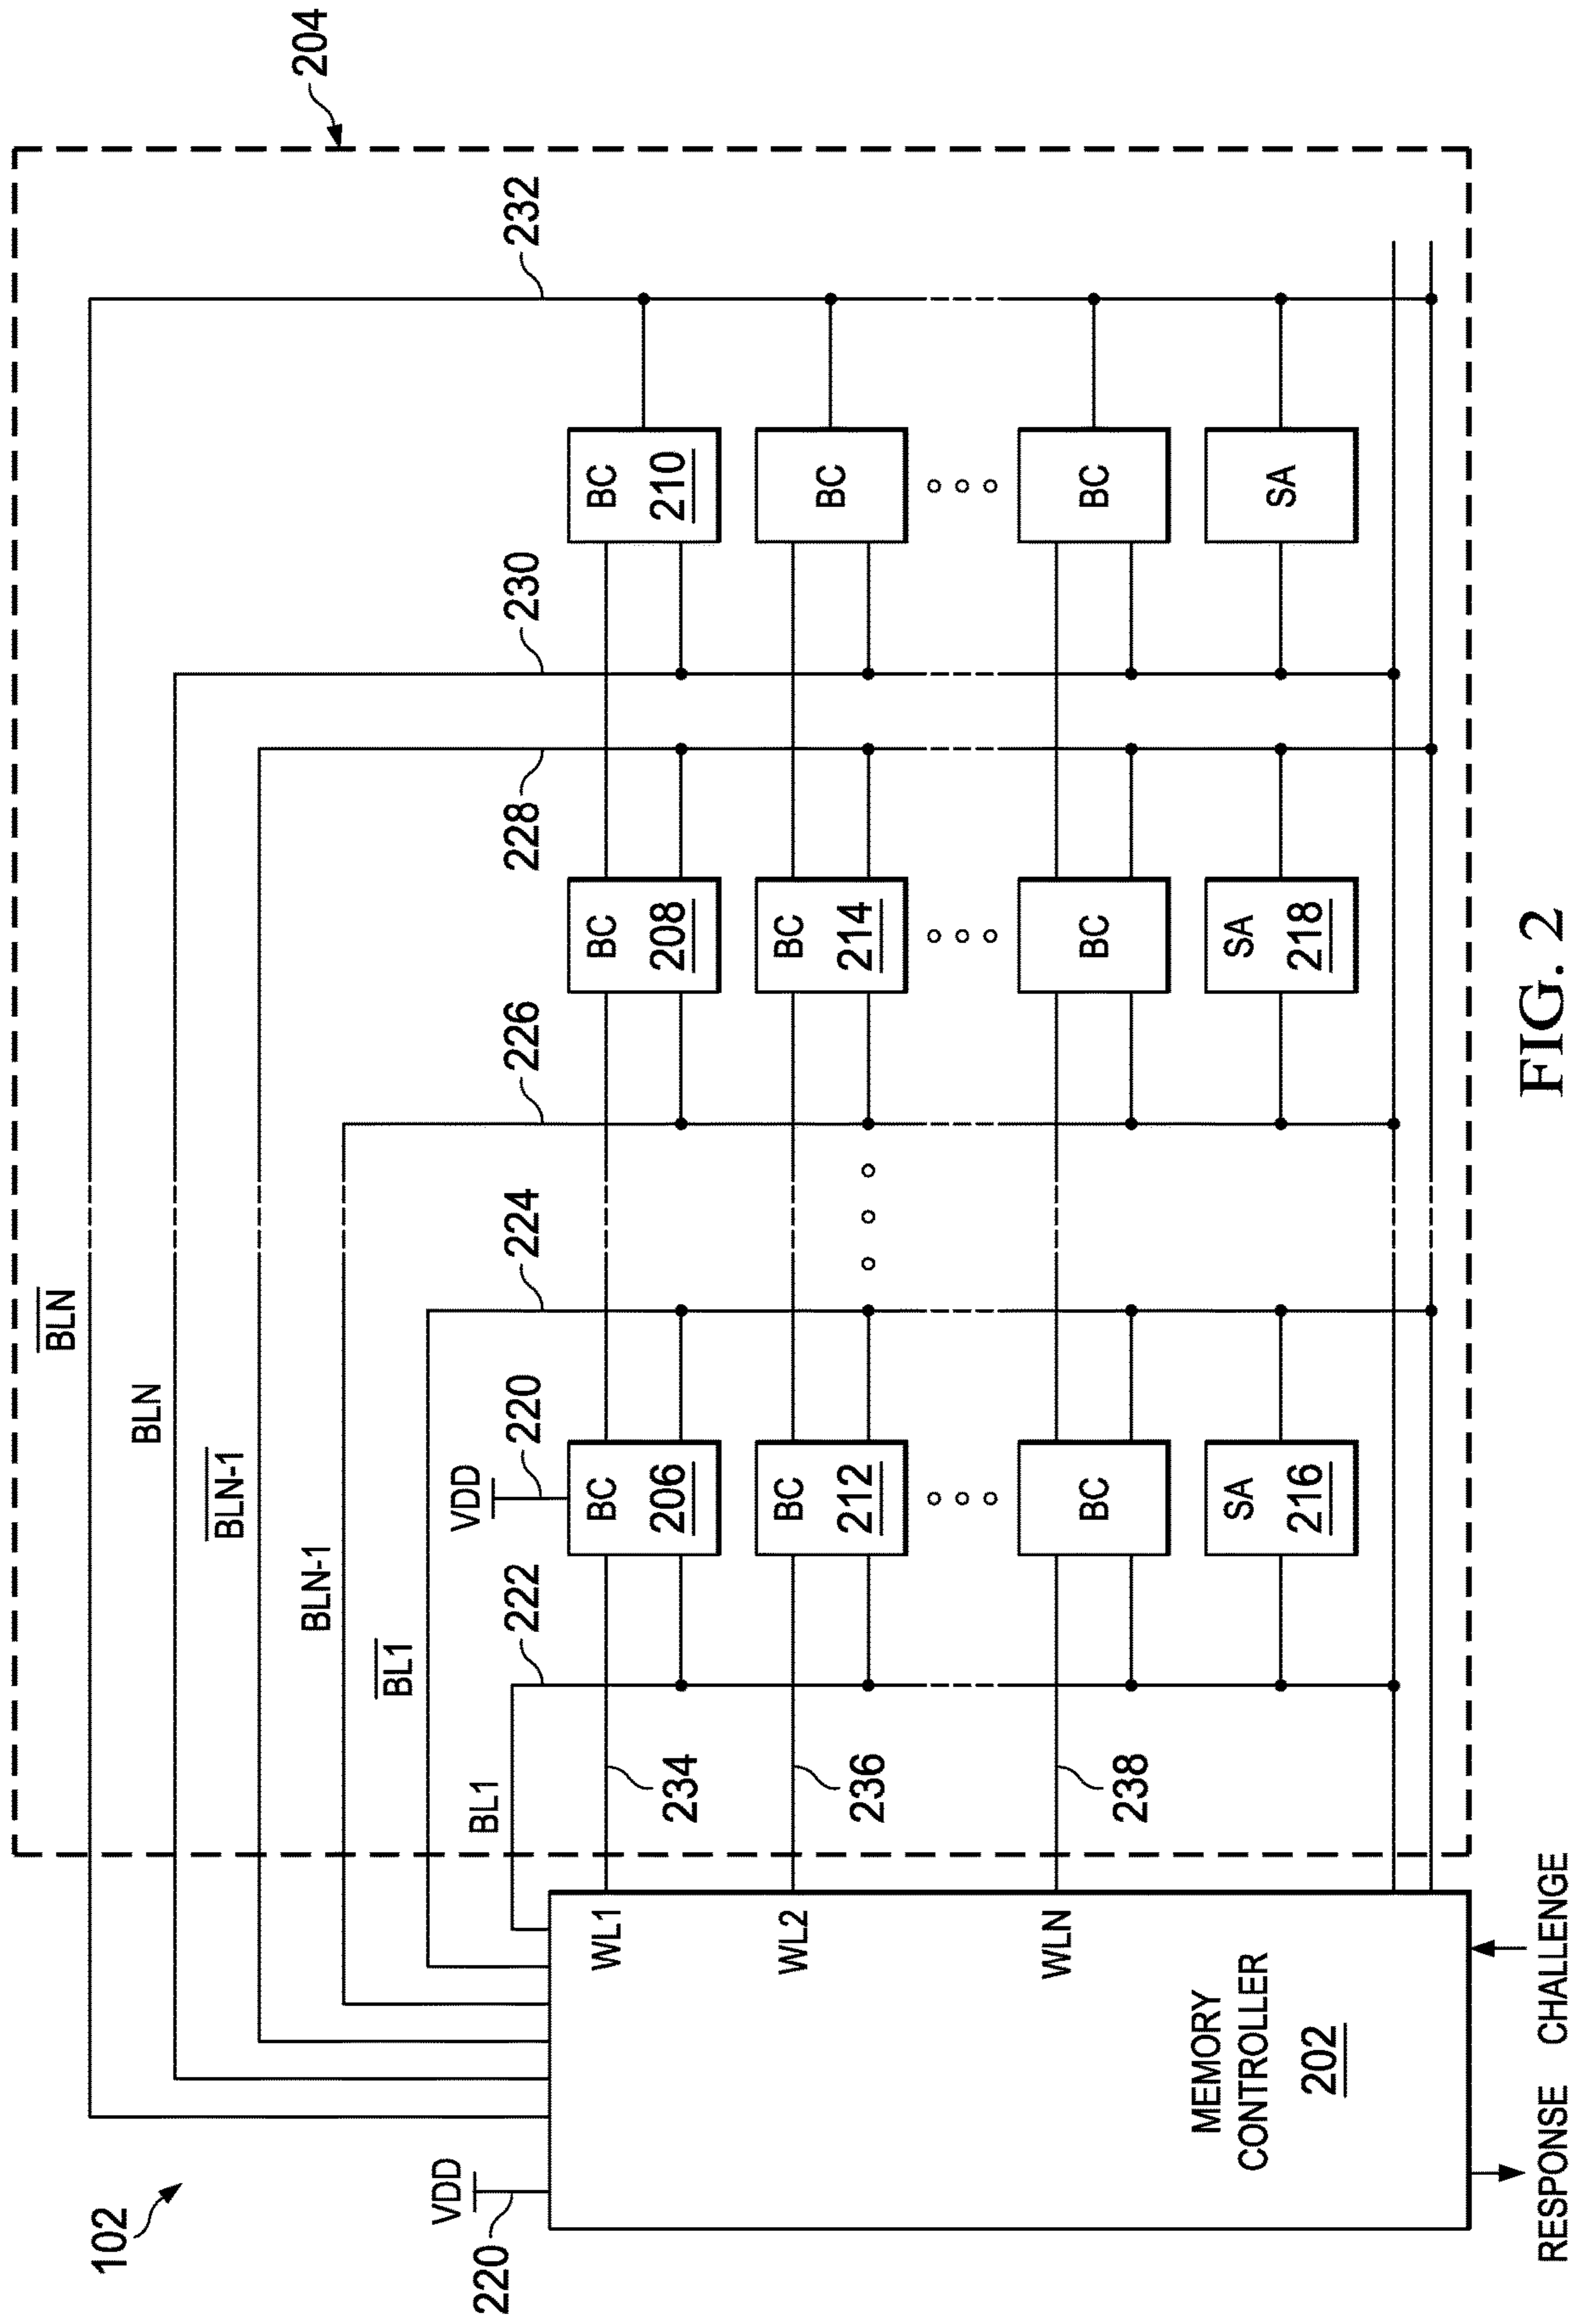 102
204
BLN
BLN
BLN-1
BLN-1
BL1
BL1
VDD
220
VDD
220
222
224
226
228
230
232
WL1
234
BC
206
BC
208
BC
210
WL2
236
BC
212
BC
214
BC
WLN
238
BC
BC
BC
MEMORY
CONTROLLER
202
SA
216
SA
218
SA
RESPONSE
CHALLENGE
FIG. 2